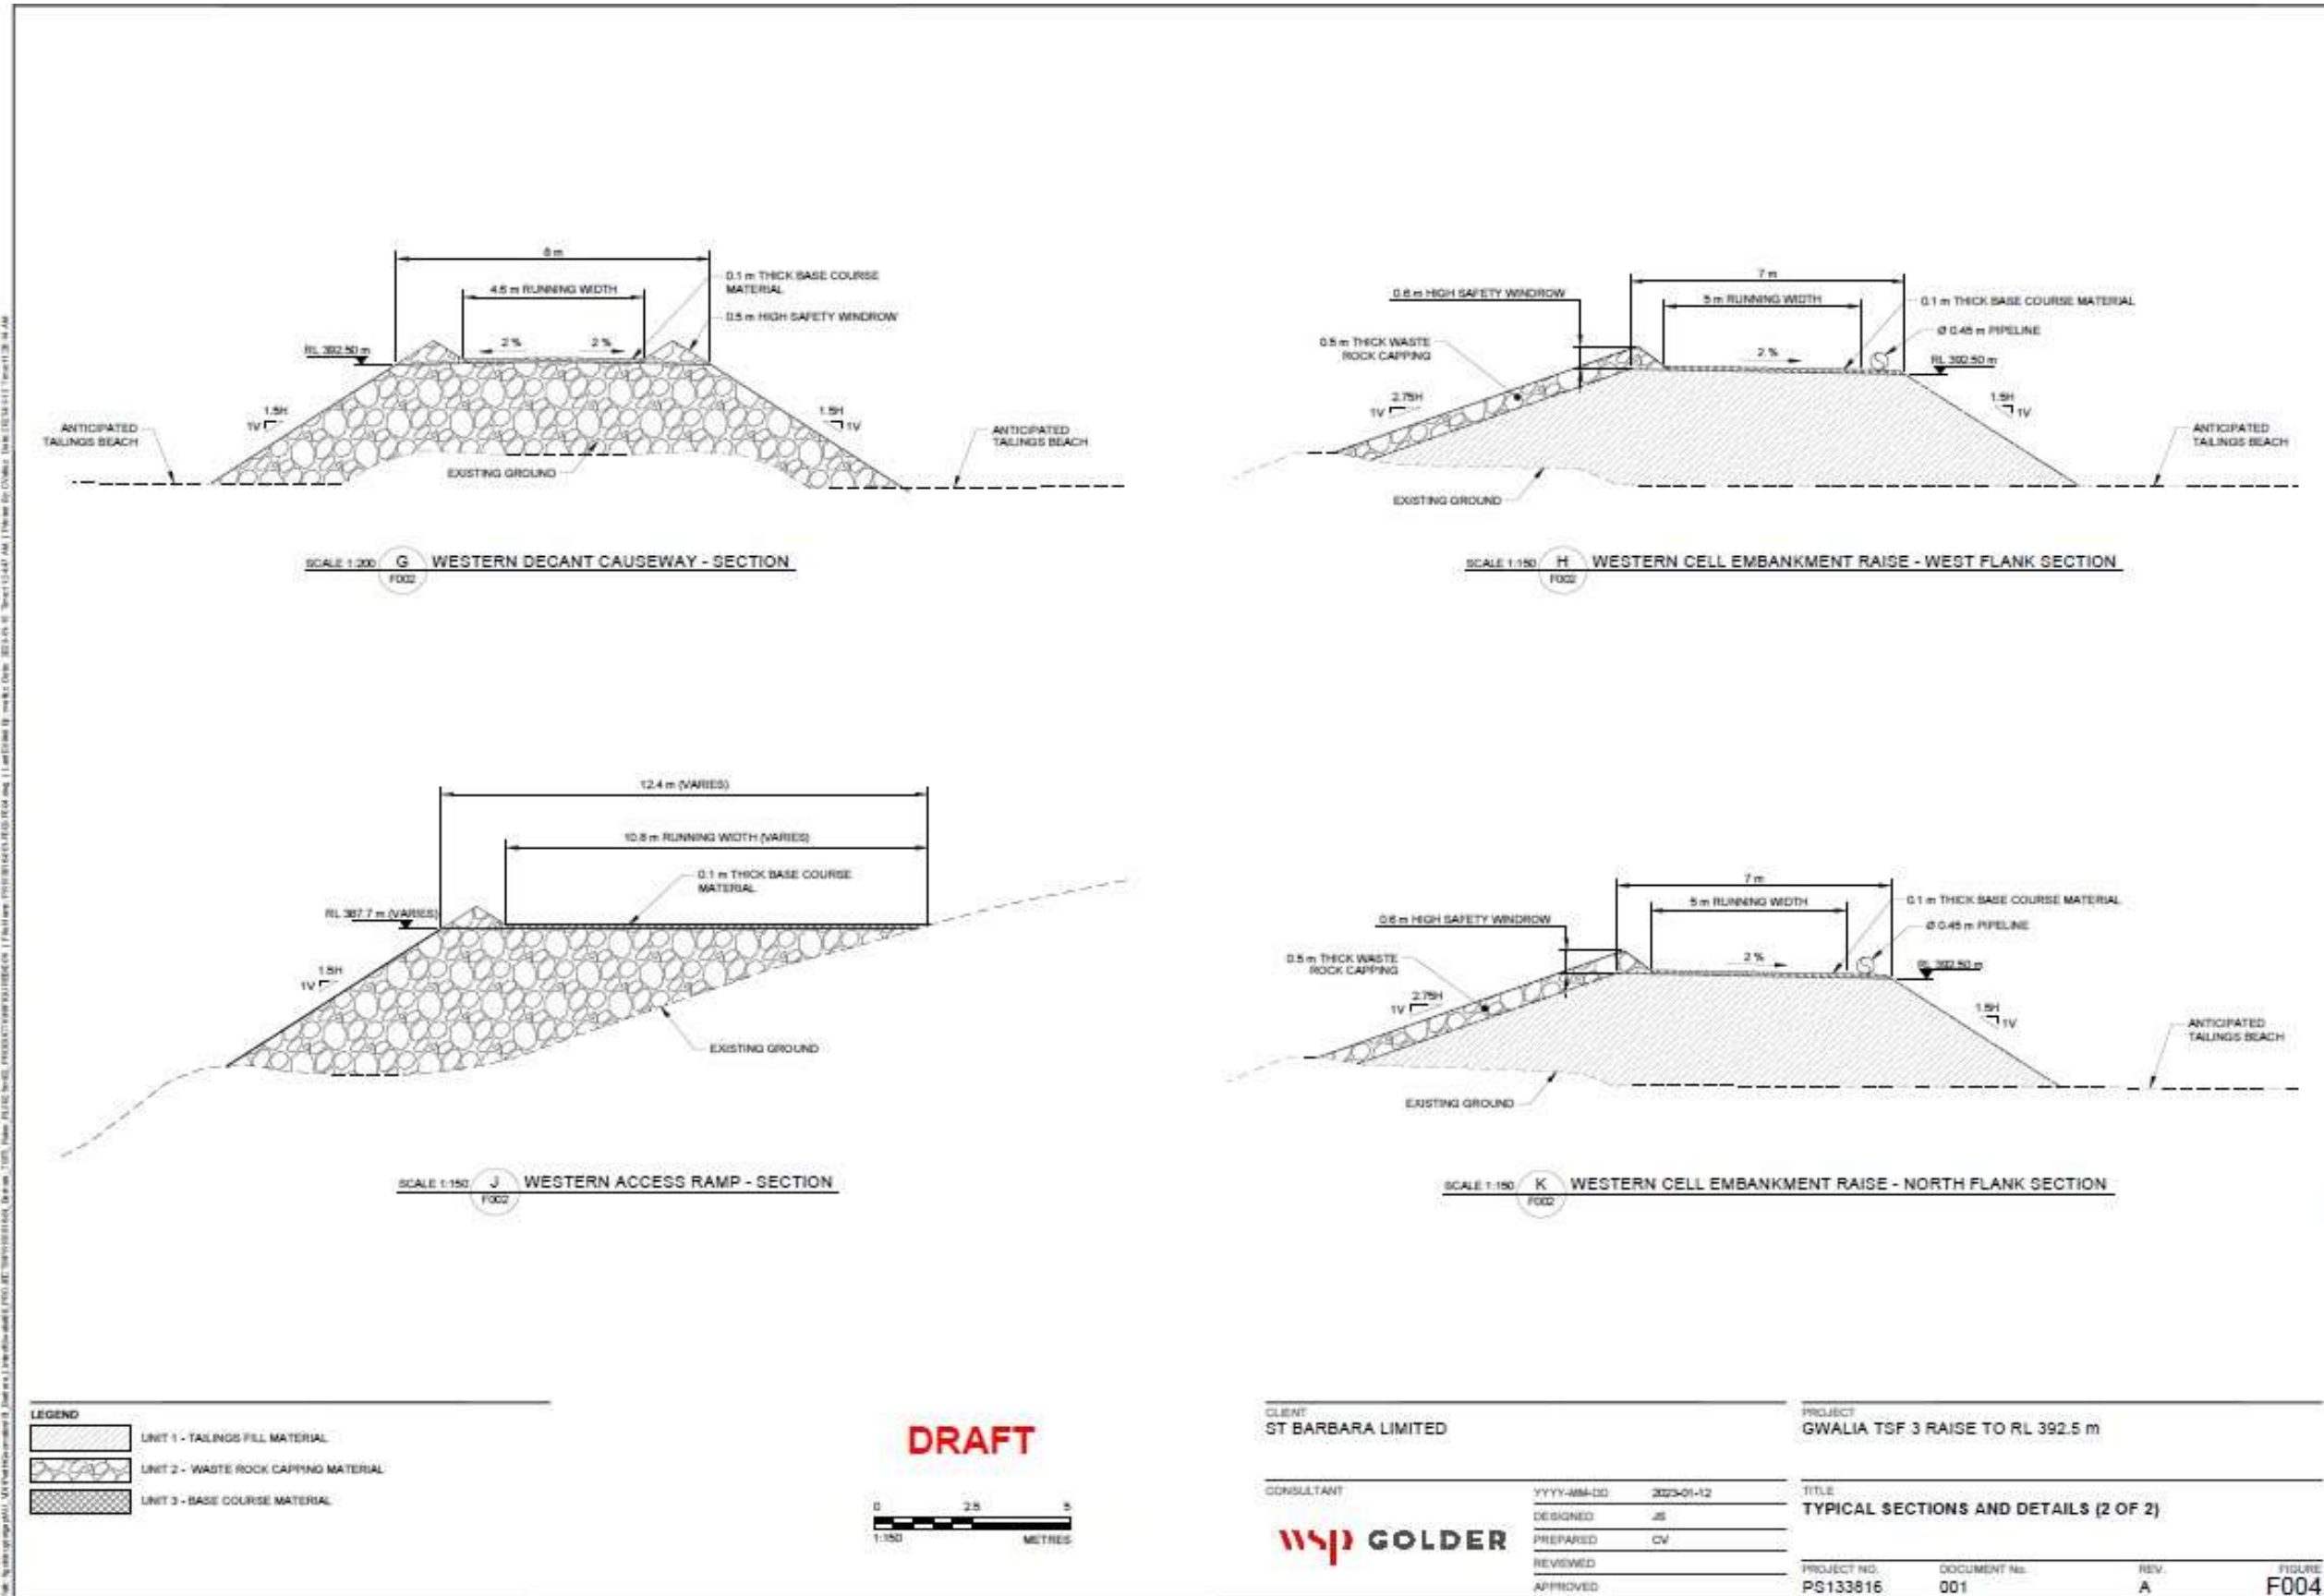 8 m
4.6 m RUNNING WIDTH
0.1 m THICK BASE COURSE
MATERIAL
0.5 m HIGH SAFETY WINDROW
2 %
2 %
RL 392.50 m
1.5H
1V
1.5H
1V
ANTICIPATED
TAILINGS BEACH
ANTICIPATED
TAILINGS BEACH
EXISTING GROUND
SCALE 1:200 G WESTERN DECANT CAUSEWAY - SECTION
F002
7 m
0.6 m HIGH SAFETY WINDROW
5 m RUNNING WIDTH
0.1 m THICK BASE COURSE MATERIAL
Ø 0.45 m PIPELINE
0.5 m THICK WASTE
ROCK CAPPING
2 %
RL 392.50 m
2.75H
1V
1.5H
1V
ANTICIPATED
TAILINGS BEACH
EXISTING GROUND
SCALE 1:150 H WESTERN CELL EMBANKMENT RAISE - WEST FLANK SECTION
F002
12.4 m (VARIES)
10.8 m RUNNING WIDTH (VARIES)
0.1 m THICK BASE COURSE
MATERIAL
RL 387.7 m (VARIES)
1.5H
1V
EXISTING GROUND
SCALE 1:150 J WESTERN ACCESS RAMP - SECTION
F002
7 m
5 m RUNNING WIDTH
0.1 m THICK BASE COURSE MATERIAL
0.6 m HIGH SAFETY WINDROW
Ø 0.45 m PIPELINE
0.5 m THICK WASTE
ROCK CAPPING
2 %
RL 392.50 m
2.75H
1V
1.5H
1V
ANTICIPATED
TAILINGS BEACH
EXISTING GROUND
SCALE 1:150 K WESTERN CELL EMBANKMENT RAISE - NORTH FLANK SECTION
F002
LEGEND
UNIT 1 - TAILINGS FILL MATERIAL
UNIT 2 - WASTE ROCK CAPPING MATERIAL
UNIT 3 - BASE COURSE MATERIAL
DRAFT
0 2.5 5
1:150 METRES
CLIENT
ST BARBARA LIMITED
PROJECT
GWALIA TSF 3 RAISE TO RL 392.5 m
CONSULTANT
wsp GOLDER
YYYY-MM-DD 2023-01-12
DESIGNED JS
PREPARED CV
REVIEWED
APPROVED
TITLE
TYPICAL SECTIONS AND DETAILS (2 OF 2)
PROJECT NO. DOCUMENT No. REV. FIGURE
PS133816 001 A F004